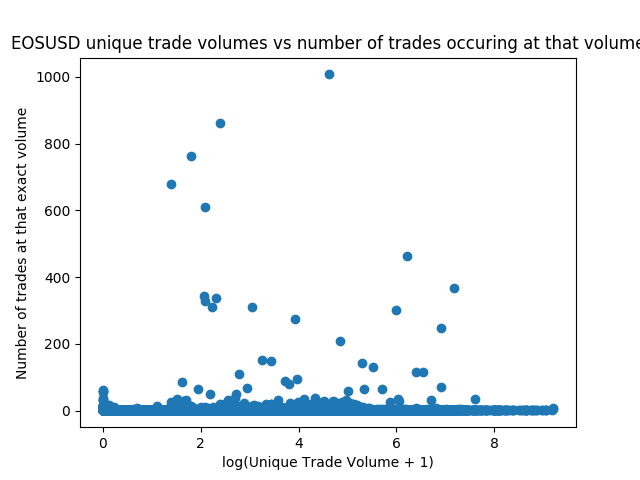 EOSUSD unique trade volumes vs number of trades occuring at that volume
1000
800
600
400
200
0
Number of trades at that exact volume
0 2 4 6 8
log(Unique Trade Volume + 1)